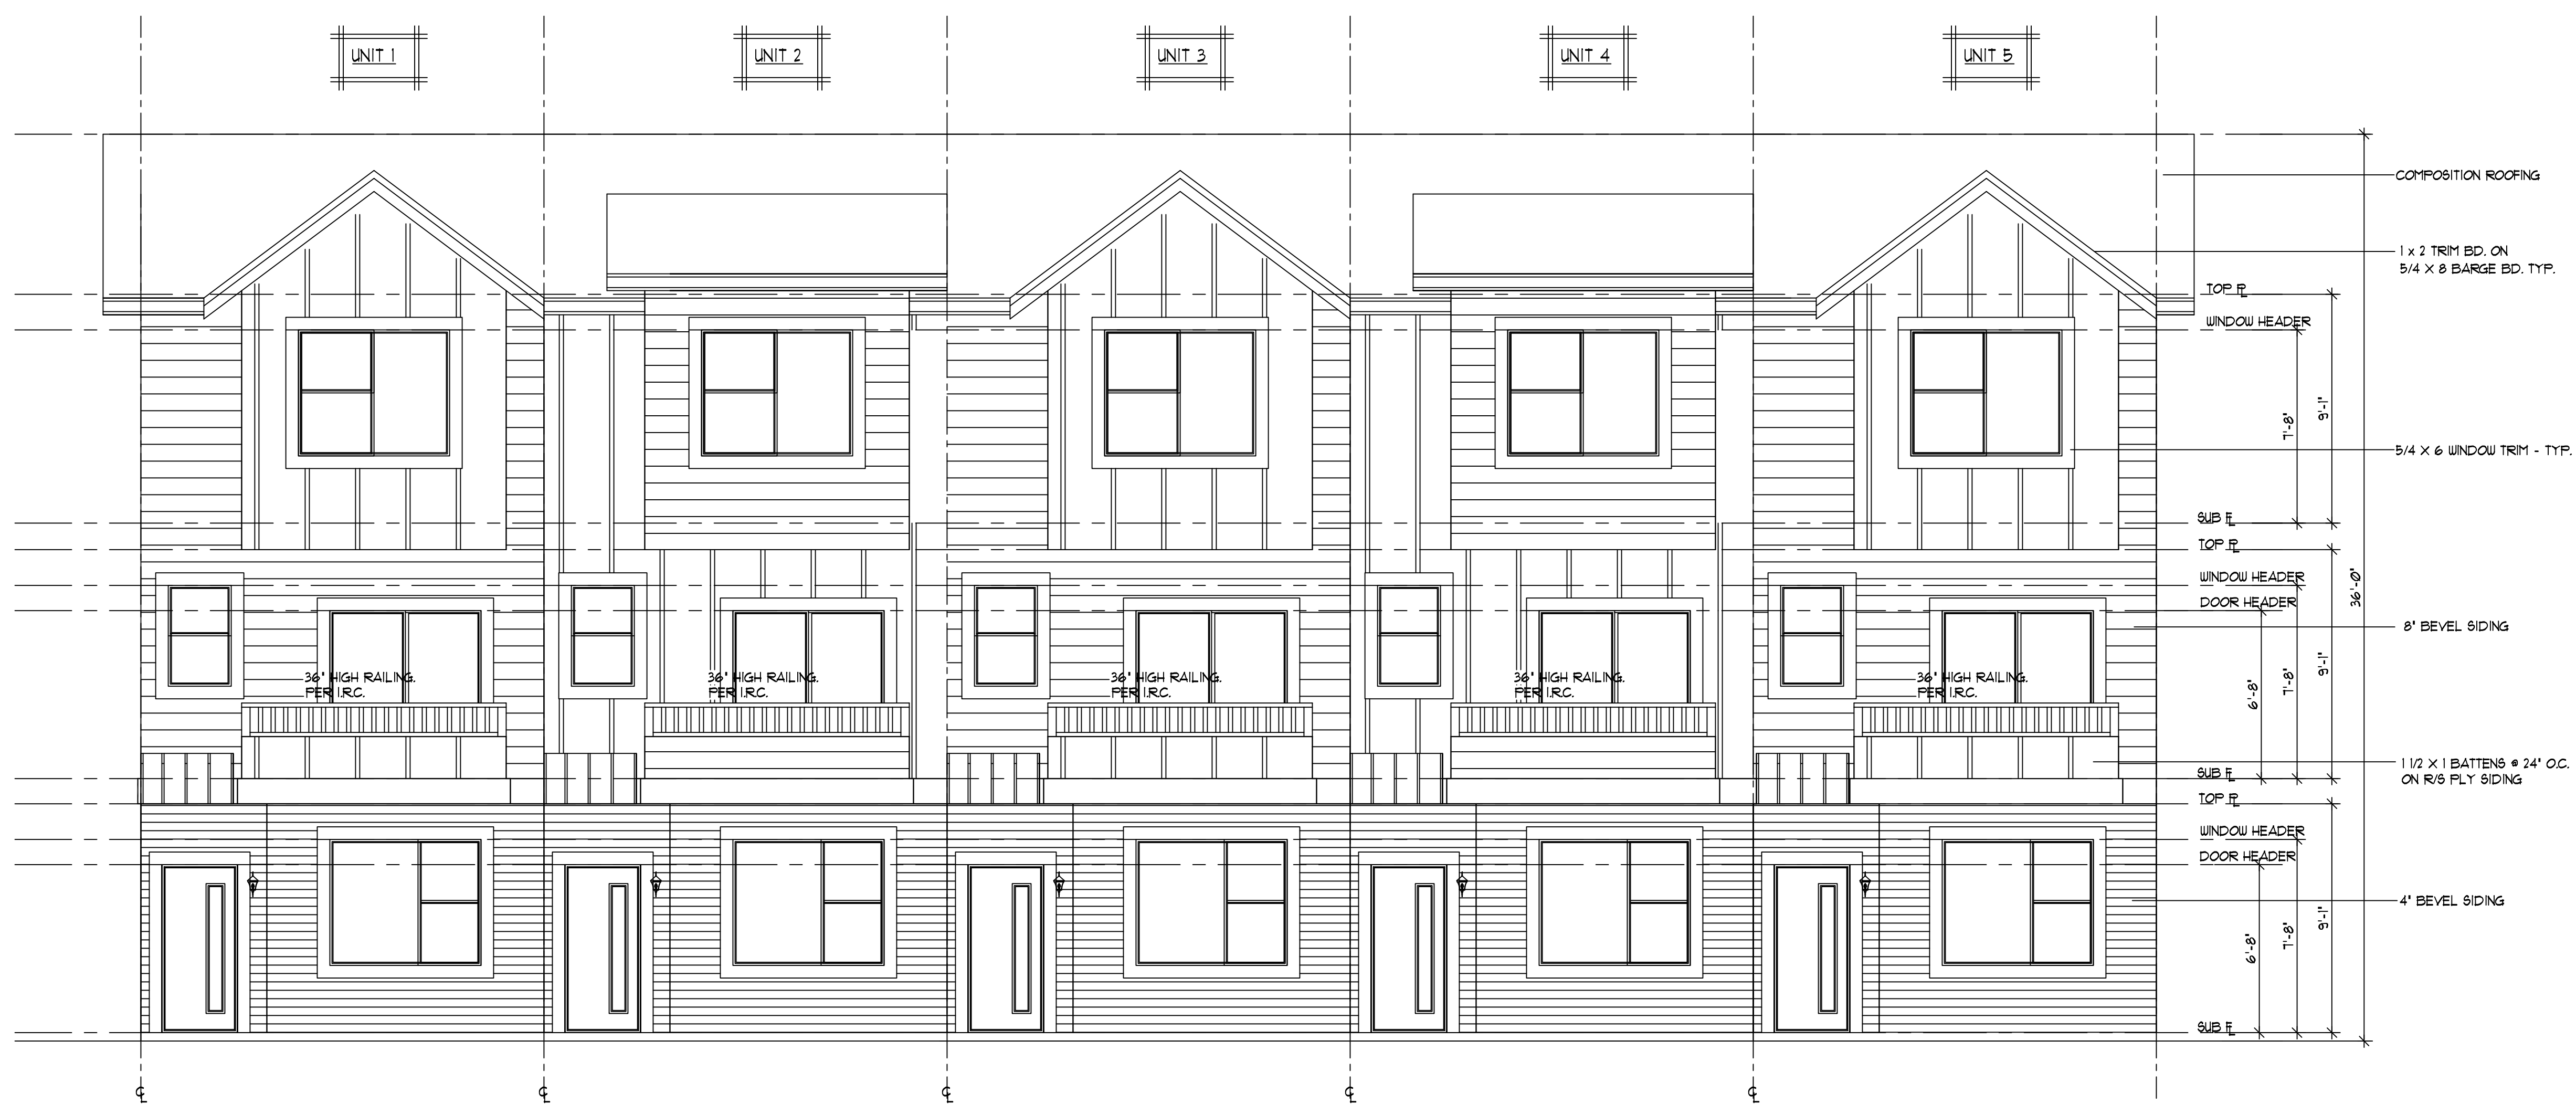 UNIT 1
UNIT 2
UNIT 3
UNIT 4
UNIT 5
COMPOSITION ROOFING
1 x 2 TRIM BD. ON
5/4 X 8 BARGE BD. TYP.
TOP PL
WINDOW HEADER
9'-1"
7'-8"
5/4 X 6 WINDOW TRIM - TYP.
SUB FL
TOP PL
WINDOW HEADER
36'-0"
DOOR HEADER
8" BEVEL SIDING
9'-1"
7'-8"
6'-8"
36" HIGH RAILING.
PER I.R.C.
36" HIGH RAILING.
PER I.R.C.
36" HIGH RAILING.
PER I.R.C.
36" HIGH RAILING.
PER I.R.C.
36" HIGH RAILING.
PER I.R.C.
1 1/2 X 1 BATTENS @ 24" O.C.
ON R/S PLY SIDING
SUB FL
TOP PL
WINDOW HEADER
DOOR HEADER
4" BEVEL SIDING
9'-1"
7'-8"
6'-8"
SUB FL
CL
CL
CL
CL
CL